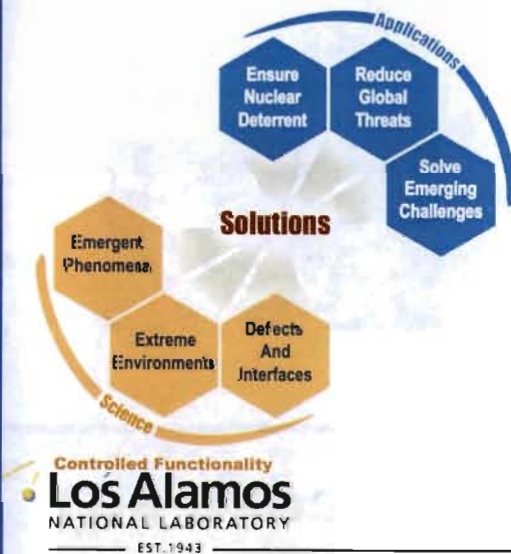 Applications
Ensure
Nuclear
Deterrent
Reduce
Global
Threats
Solve
Emerging
Challenges
Solutions
Emergent
Phenomena
Extreme
Environments
Defects
And
Interfaces
Science
Controlled Functionality
Los Alamos
NATIONAL LABORATORY
EST.1943